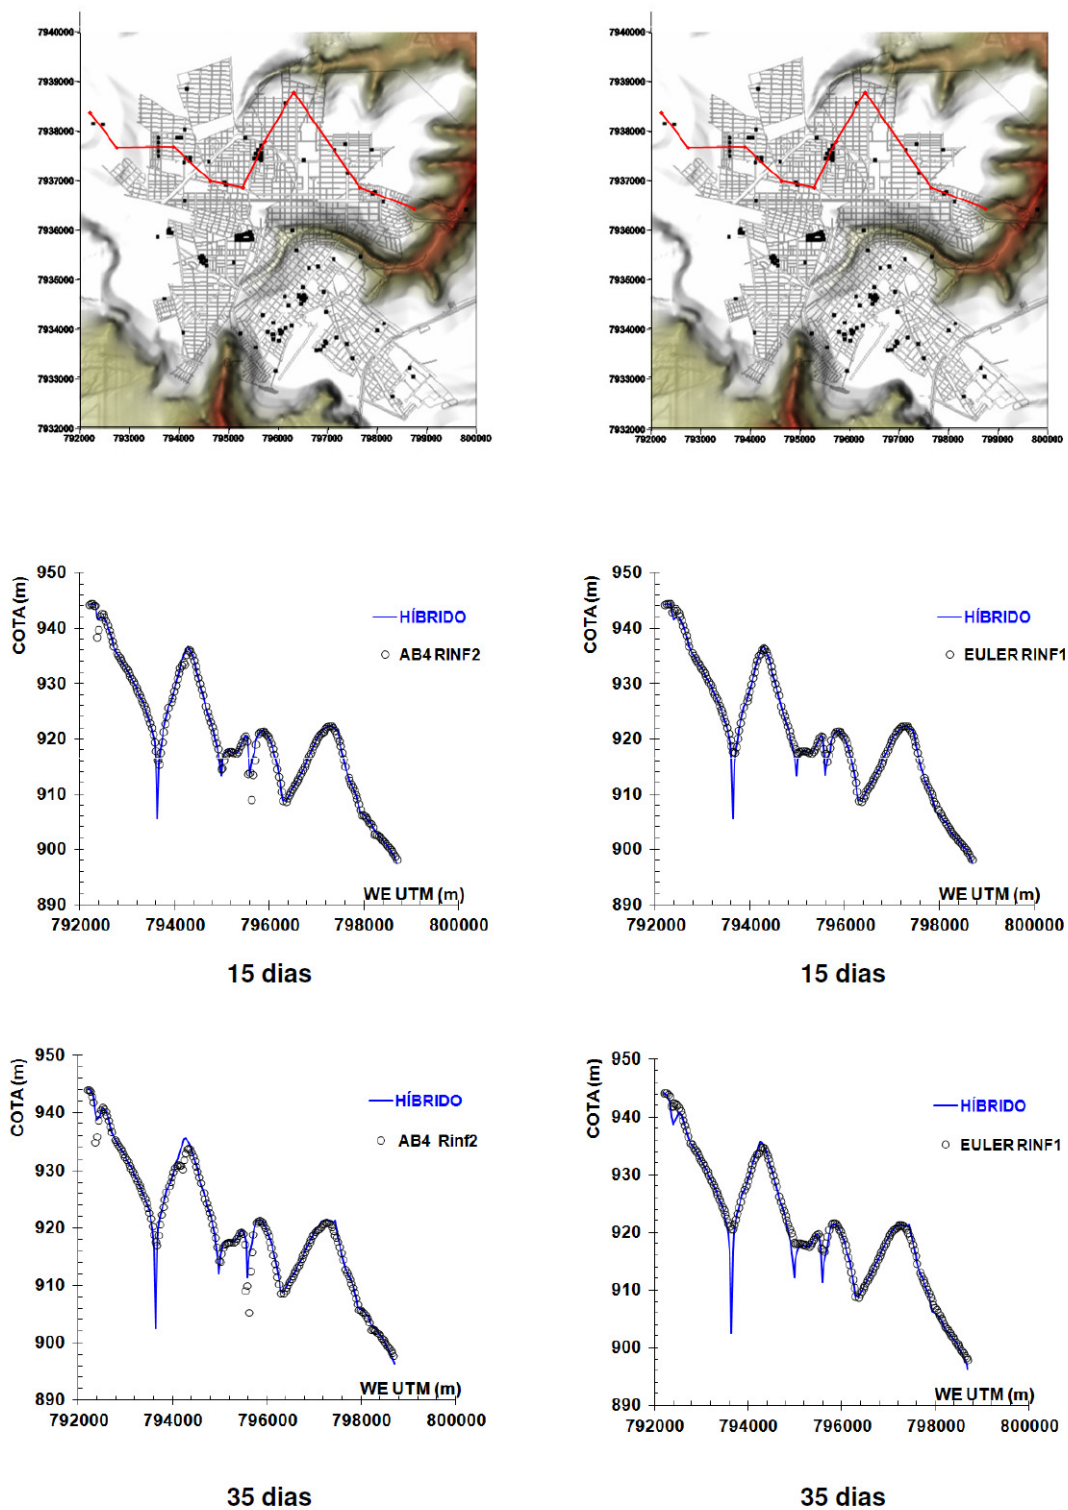 7940000
7939000
7938000
7937000
7936000
7935000
7934000
7933000
7932000
792000 793000 794000 795000 796000 797000 798000 799000 800000
7940000
7939000
7938000
7937000
7936000
7935000
7934000
7933000
7932000
792000 793000 794000 795000 796000 797000 798000 799000 800000
COTA (m)
950
940
930
920
910
900
890
HÍBRIDO
AB4 RINF2
WE UTM (m)
792000 794000 796000 798000 800000
15 dias
COTA (m)
950
940
930
920
910
900
890
HÍBRIDO
EULER RINF1
WE UTM (m)
792000 794000 796000 798000 800000
15 dias
COTA (m)
950
940
930
920
910
900
890
HÍBRIDO
AB4 Rinf2
WE UTM (m)
792000 794000 796000 798000 800000
35 dias
COTA (m)
950
940
930
920
910
900
890
HÍBRIDO
EULER RINF1
WE UTM (m)
792000 794000 796000 798000 800000
35 dias